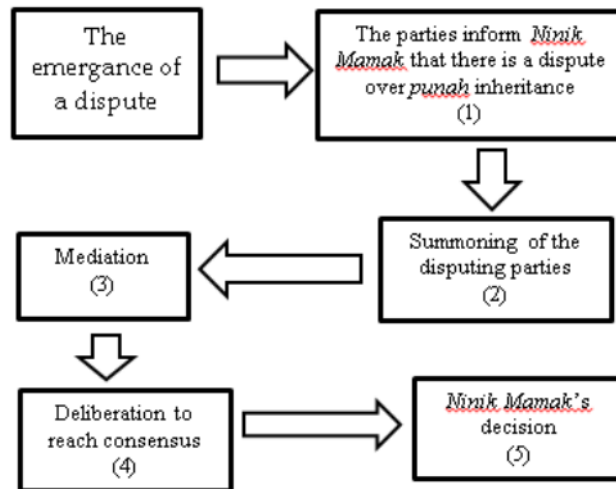 The
emergance of
a dispute
The parties inform Ninik
Mamak that there is a dispute
over punah inheritance
(1)
Summoning of the
disputing parties
(2)
Mediation
(3)
Deliberation to
reach consensus
(4)
Ninik Mamak's
decision
(5)